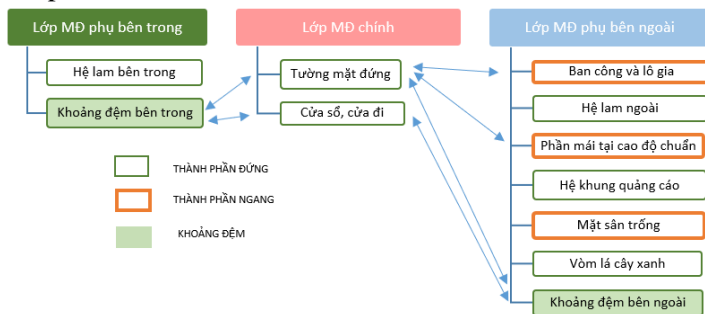 Lớp MĐ phụ bên trong
Lớp MĐ chính
Lớp MĐ phụ bên ngoài
Hệ lam bên trong
Tường mặt đứng
Ban công và lô gia
Khoảng đệm bên trong
Cửa sổ, cửa đi
Hệ lam ngoài
Phần mái tại cao độ chuẩn
Hệ khung quảng cáo
Mặt sân trống
Vòm lá cây xanh
Khoảng đệm bên ngoài
THÀNH PHẦN ĐỨNG
THÀNH PHẦN NGANG
KHOẢNG ĐỆM